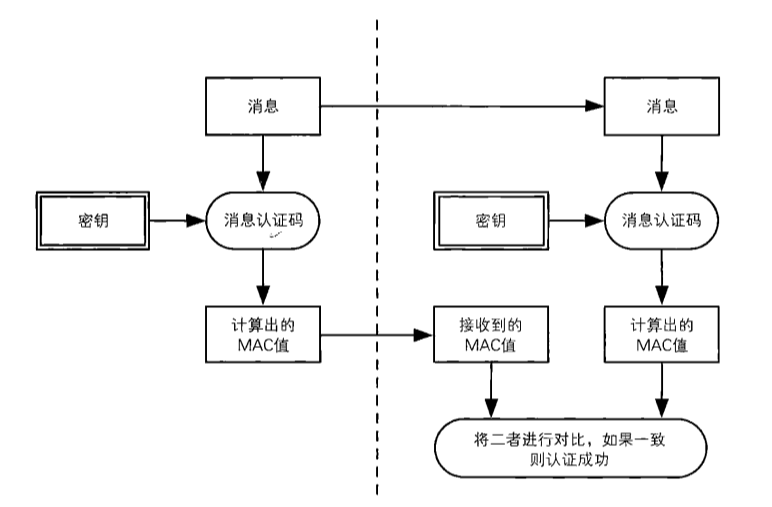 消息
消息
密钥
消息认证码
密钥
消息认证码
计算出的
MAC值
接收到的
MAC值
计算出的
MAC值
将二者进行对比，如果一致
则认证成功